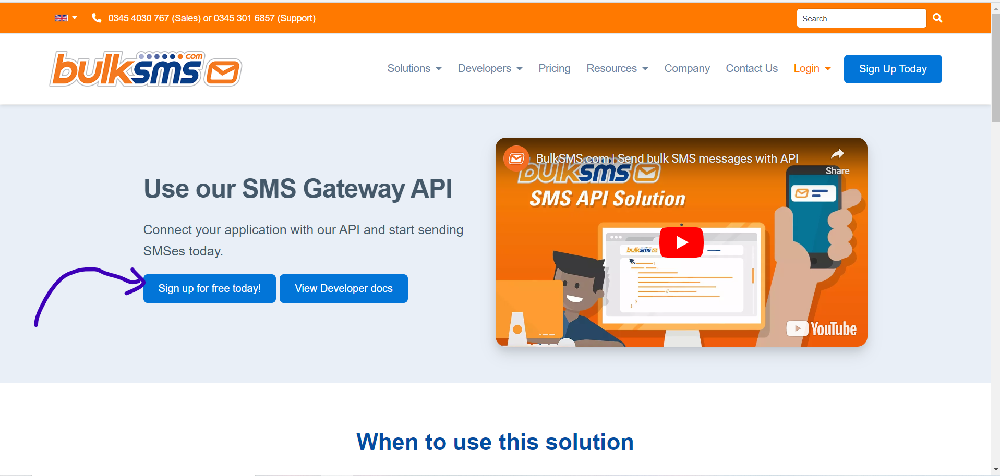 0345 4030 767 (Sales) or 0345 301 6857 (Support)
Search...
bulksms.com
Solutions
Developers
Pricing
Resources
Company
Contact Us
Login
Sign Up Today
Use our SMS Gateway API
Connect your application with our API and start sending
SMSes today.
Sign up for free today!
View Developer docs
BulkSMS.com | Send bulk SMS messages with API
Share
bulksms
SMS API Solution
bulksms
YouTube
When to use this solution